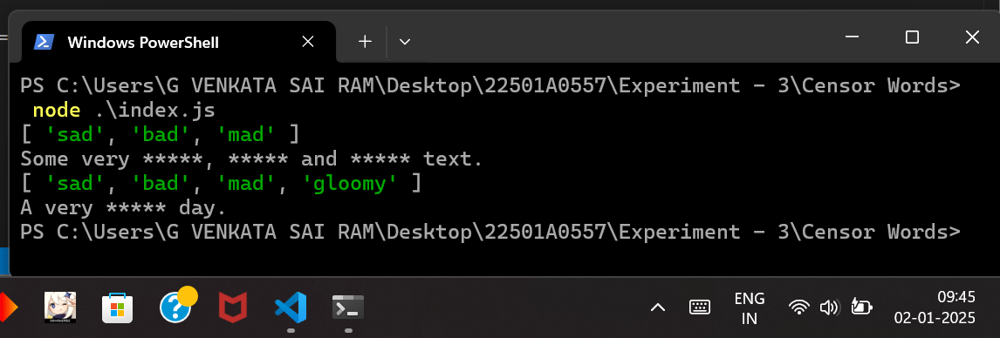 Windows PowerShell
PS C:\Users\G VENKATA SAI RAM\Desktop\22501A0557\Experiment - 3\Censor Words>
node .\index.js
[ 'sad', 'bad', 'mad' ]
Some very *****, ***** and ***** text.
[ 'sad', 'bad', 'mad', 'gloomy' ]
A very ***** day.
PS C:\Users\G VENKATA SAI RAM\Desktop\22501A0557\Experiment - 3\Censor Words>
ENG
IN
09:45
02-01-2025